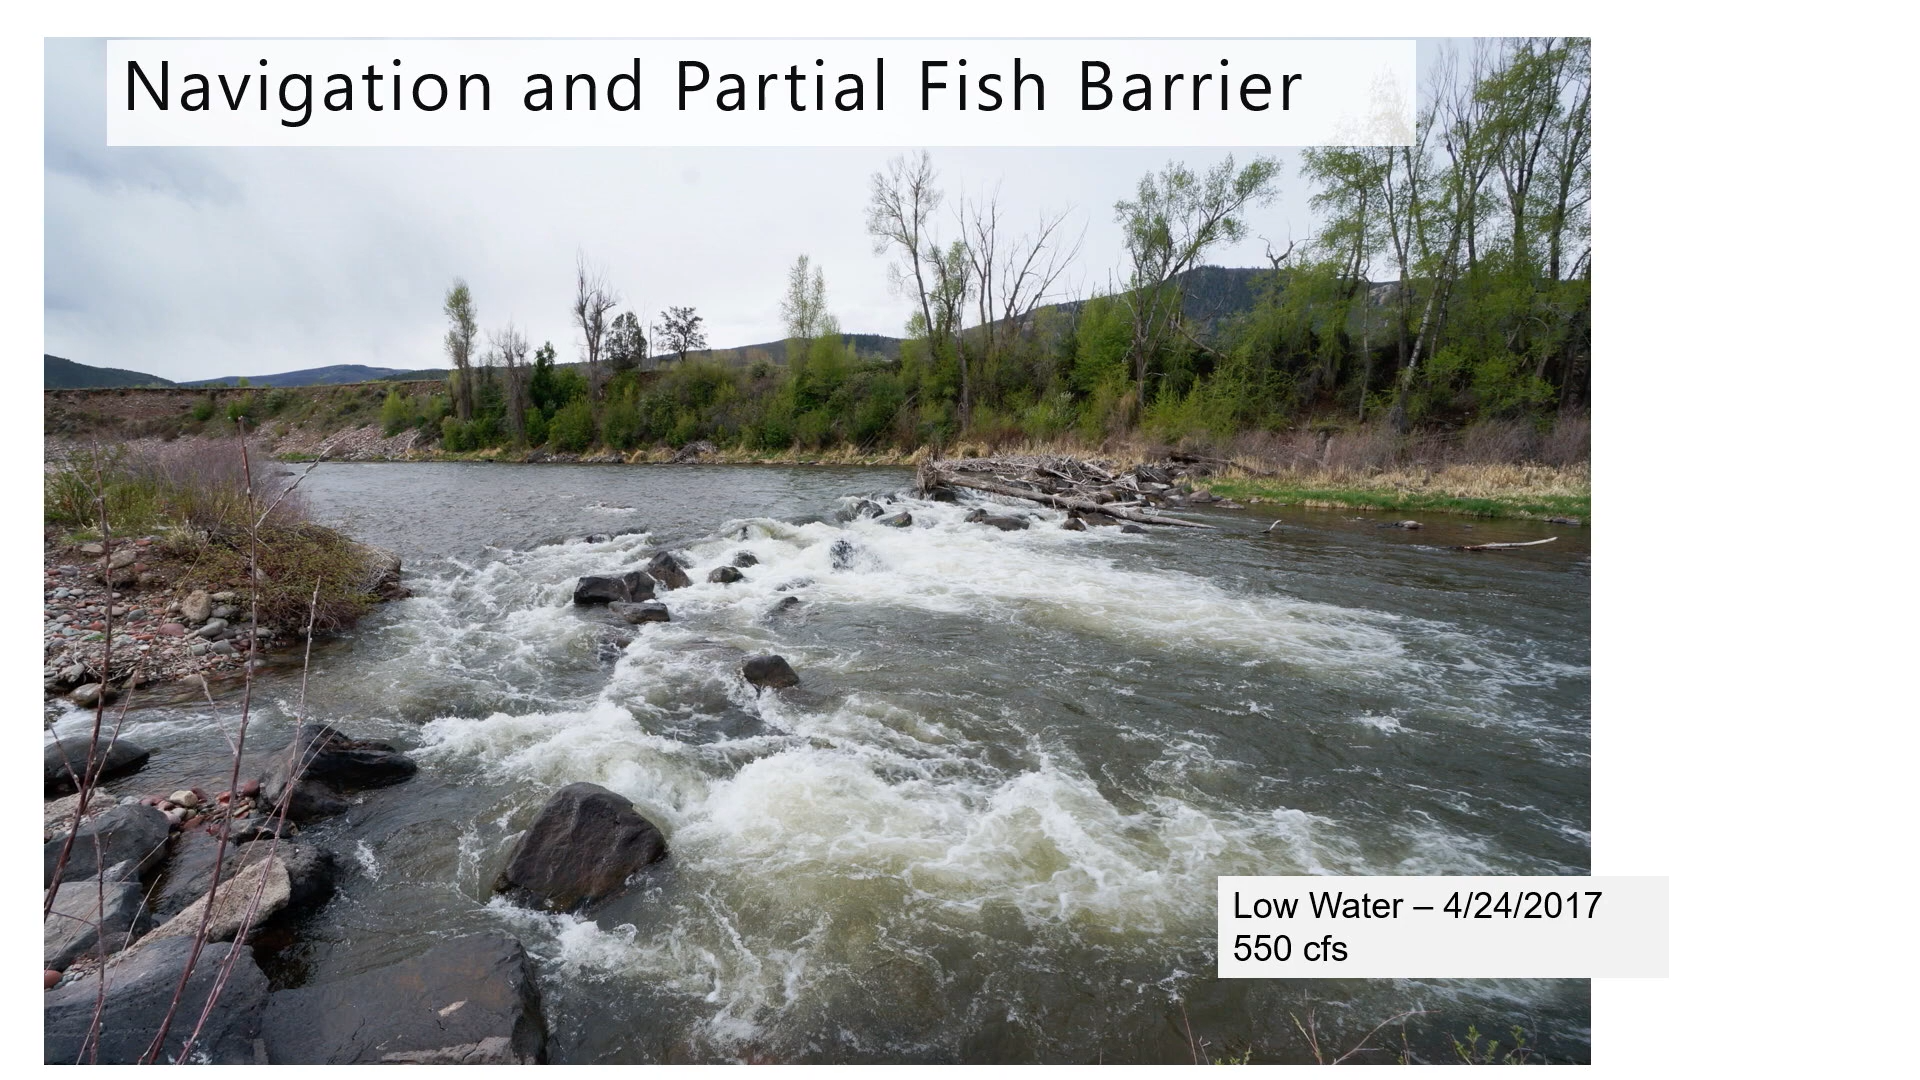 Navigation and Partial Fish Barrier
Low Water – 4/24/2017
550 cfs